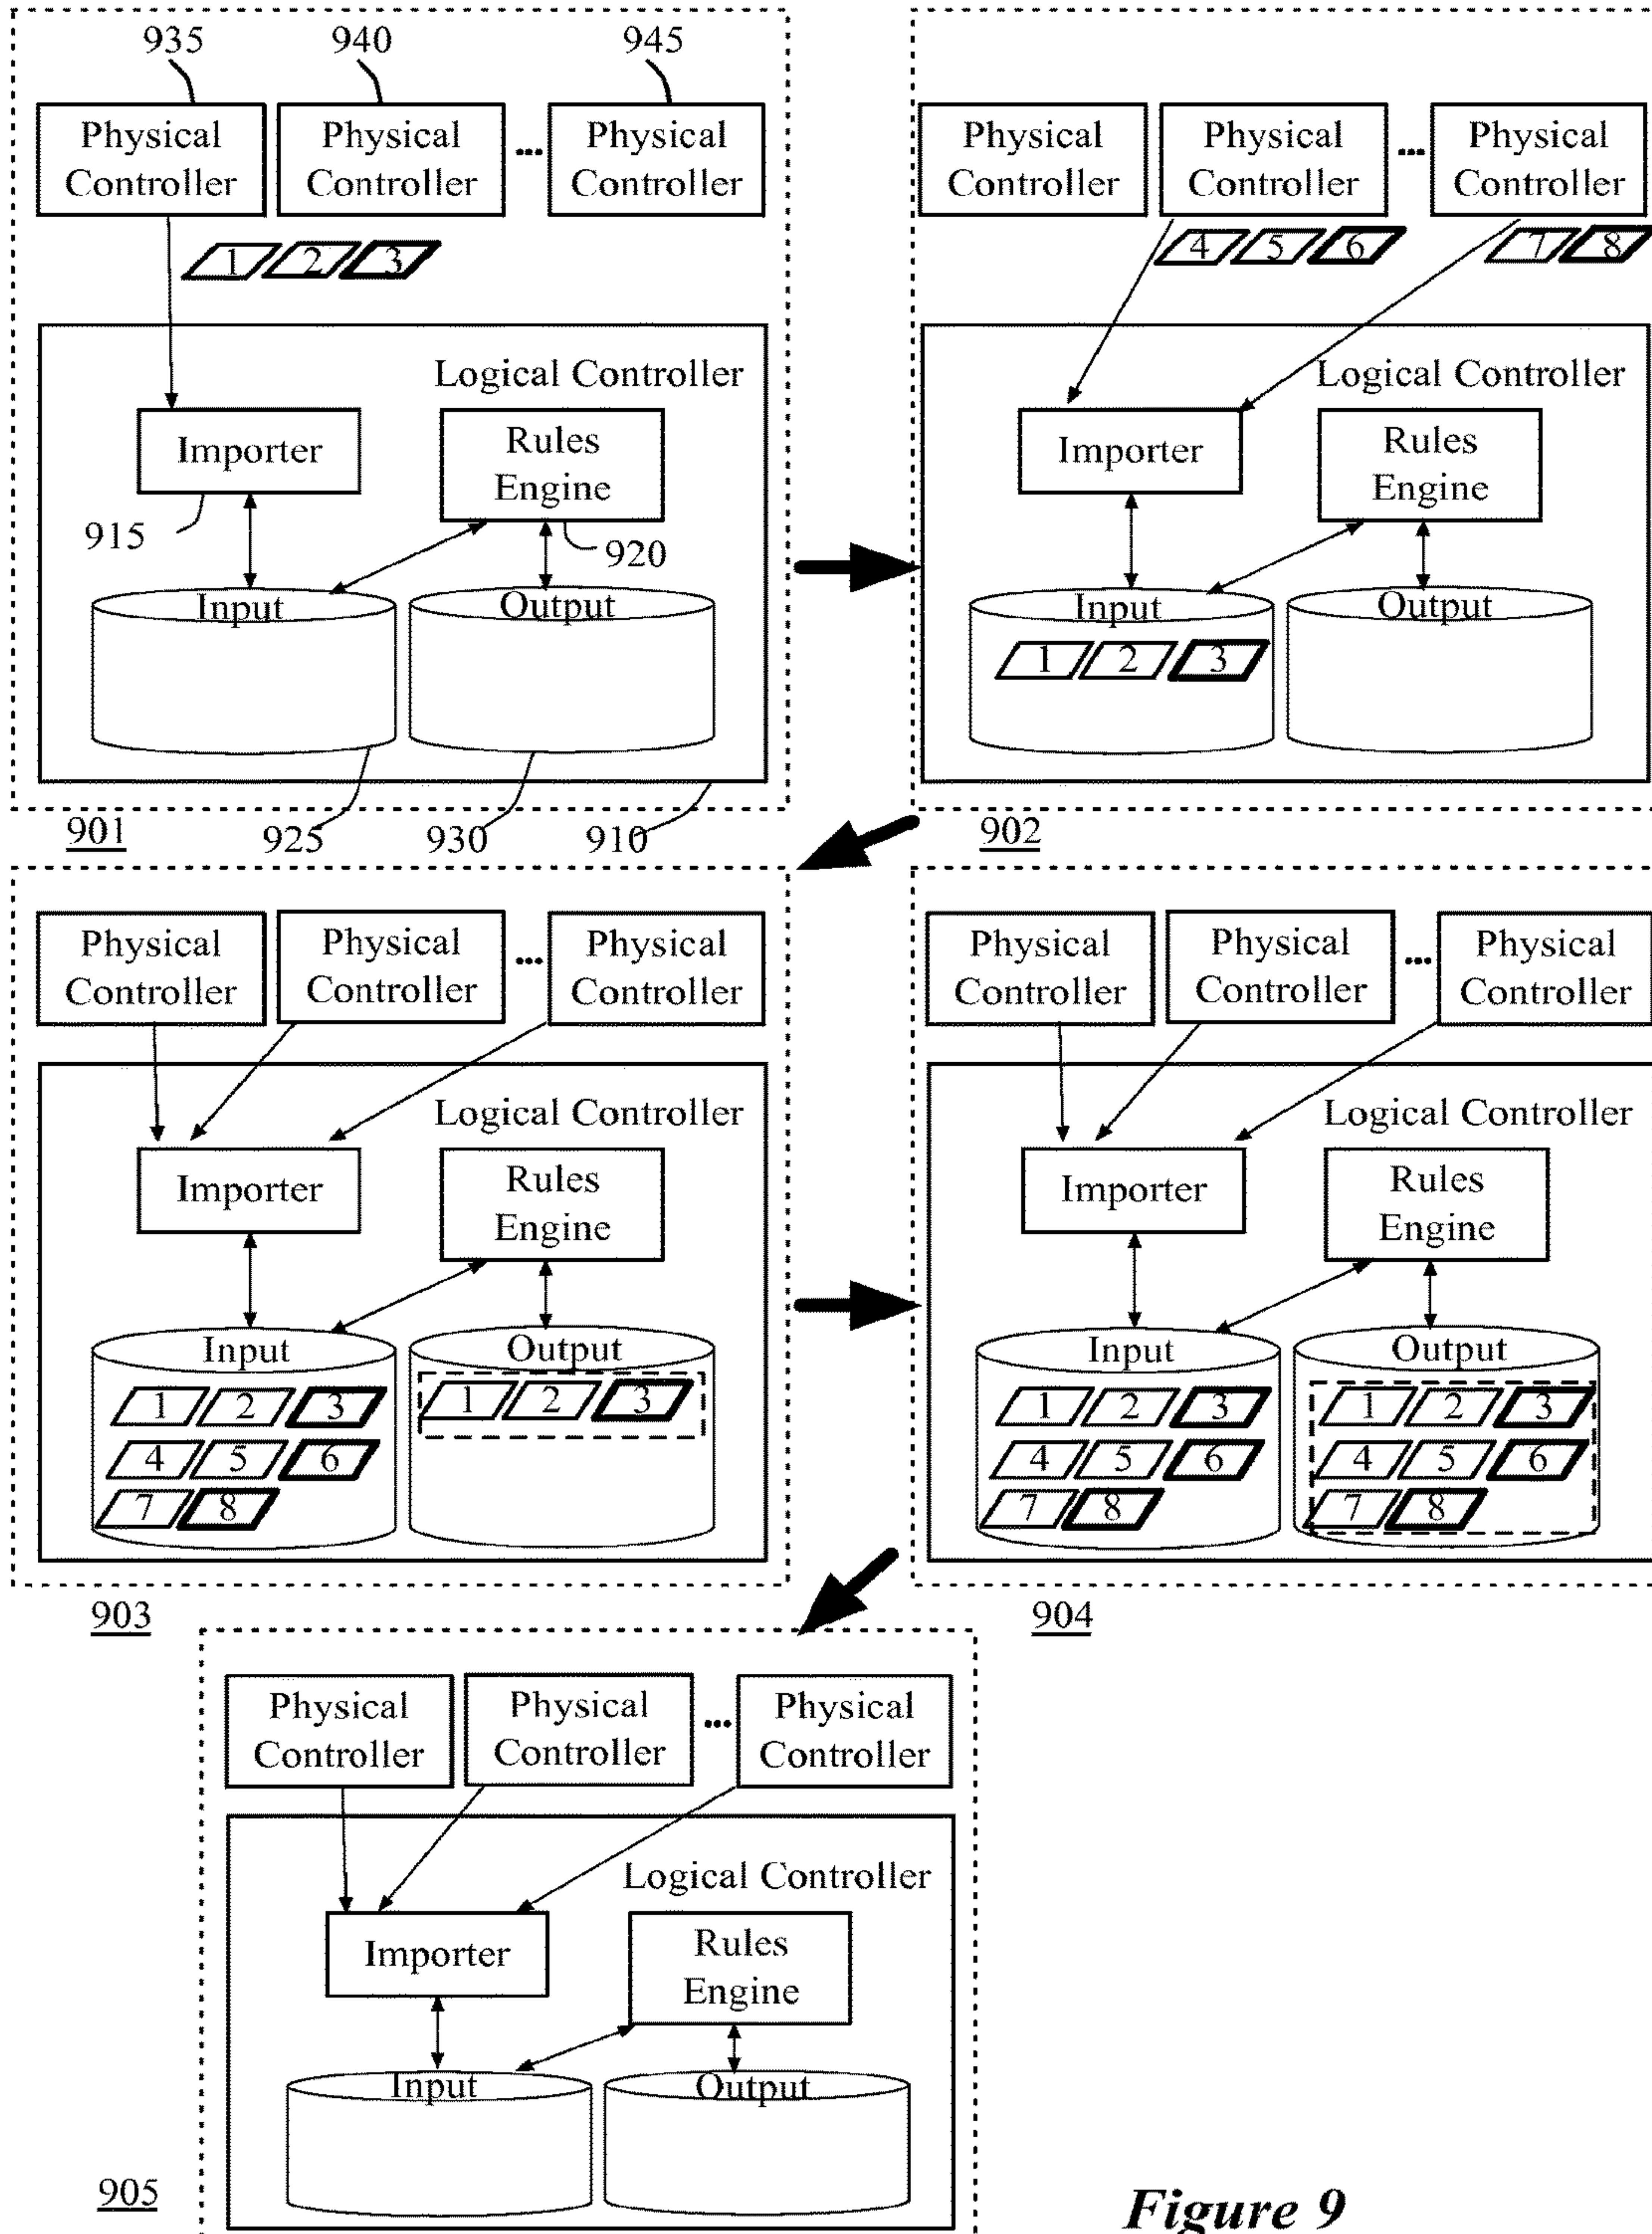 935 940 945
Physical Controller
Physical Controller
...
Physical Controller
1 2 3
Logical Controller
Importer
Rules Engine
915
920
Input
Output
901 925 930 910
Physical Controller
Physical Controller
...
Physical Controller
4 5 6
7 8
Logical Controller
Importer
Rules Engine
Input
Output
1 2 3
902
Physical Controller
Physical Controller
...
Physical Controller
Logical Controller
Importer
Rules Engine
Input
Output
1 2 3
4 5 6
7 8
1 2 3
903
Physical Controller
Physical Controller
...
Physical Controller
Logical Controller
Importer
Rules Engine
Input
Output
1 2 3
4 5 6
7 8
1 2 3
4 5 6
7 8
904
Physical Controller
Physical Controller
...
Physical Controller
Logical Controller
Importer
Rules Engine
Input
Output
905
Figure 9